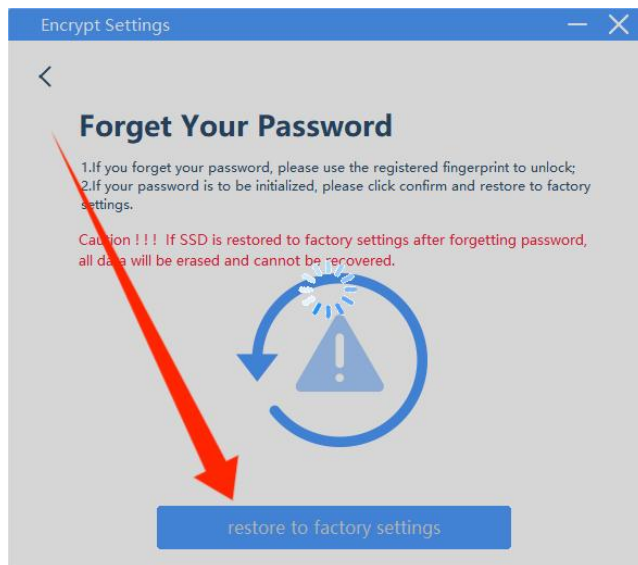 Encrypt Settings
Forget Your Password
1.If you forget your password, please use the registered fingerprint to unlock;
2.If your password is to be initialized, please click confirm and restore to factory
settings.
Caution ! ! ! If SSD is restored to factory settings after forgetting password,
all data will be erased and cannot be recovered.
restore to factory settings